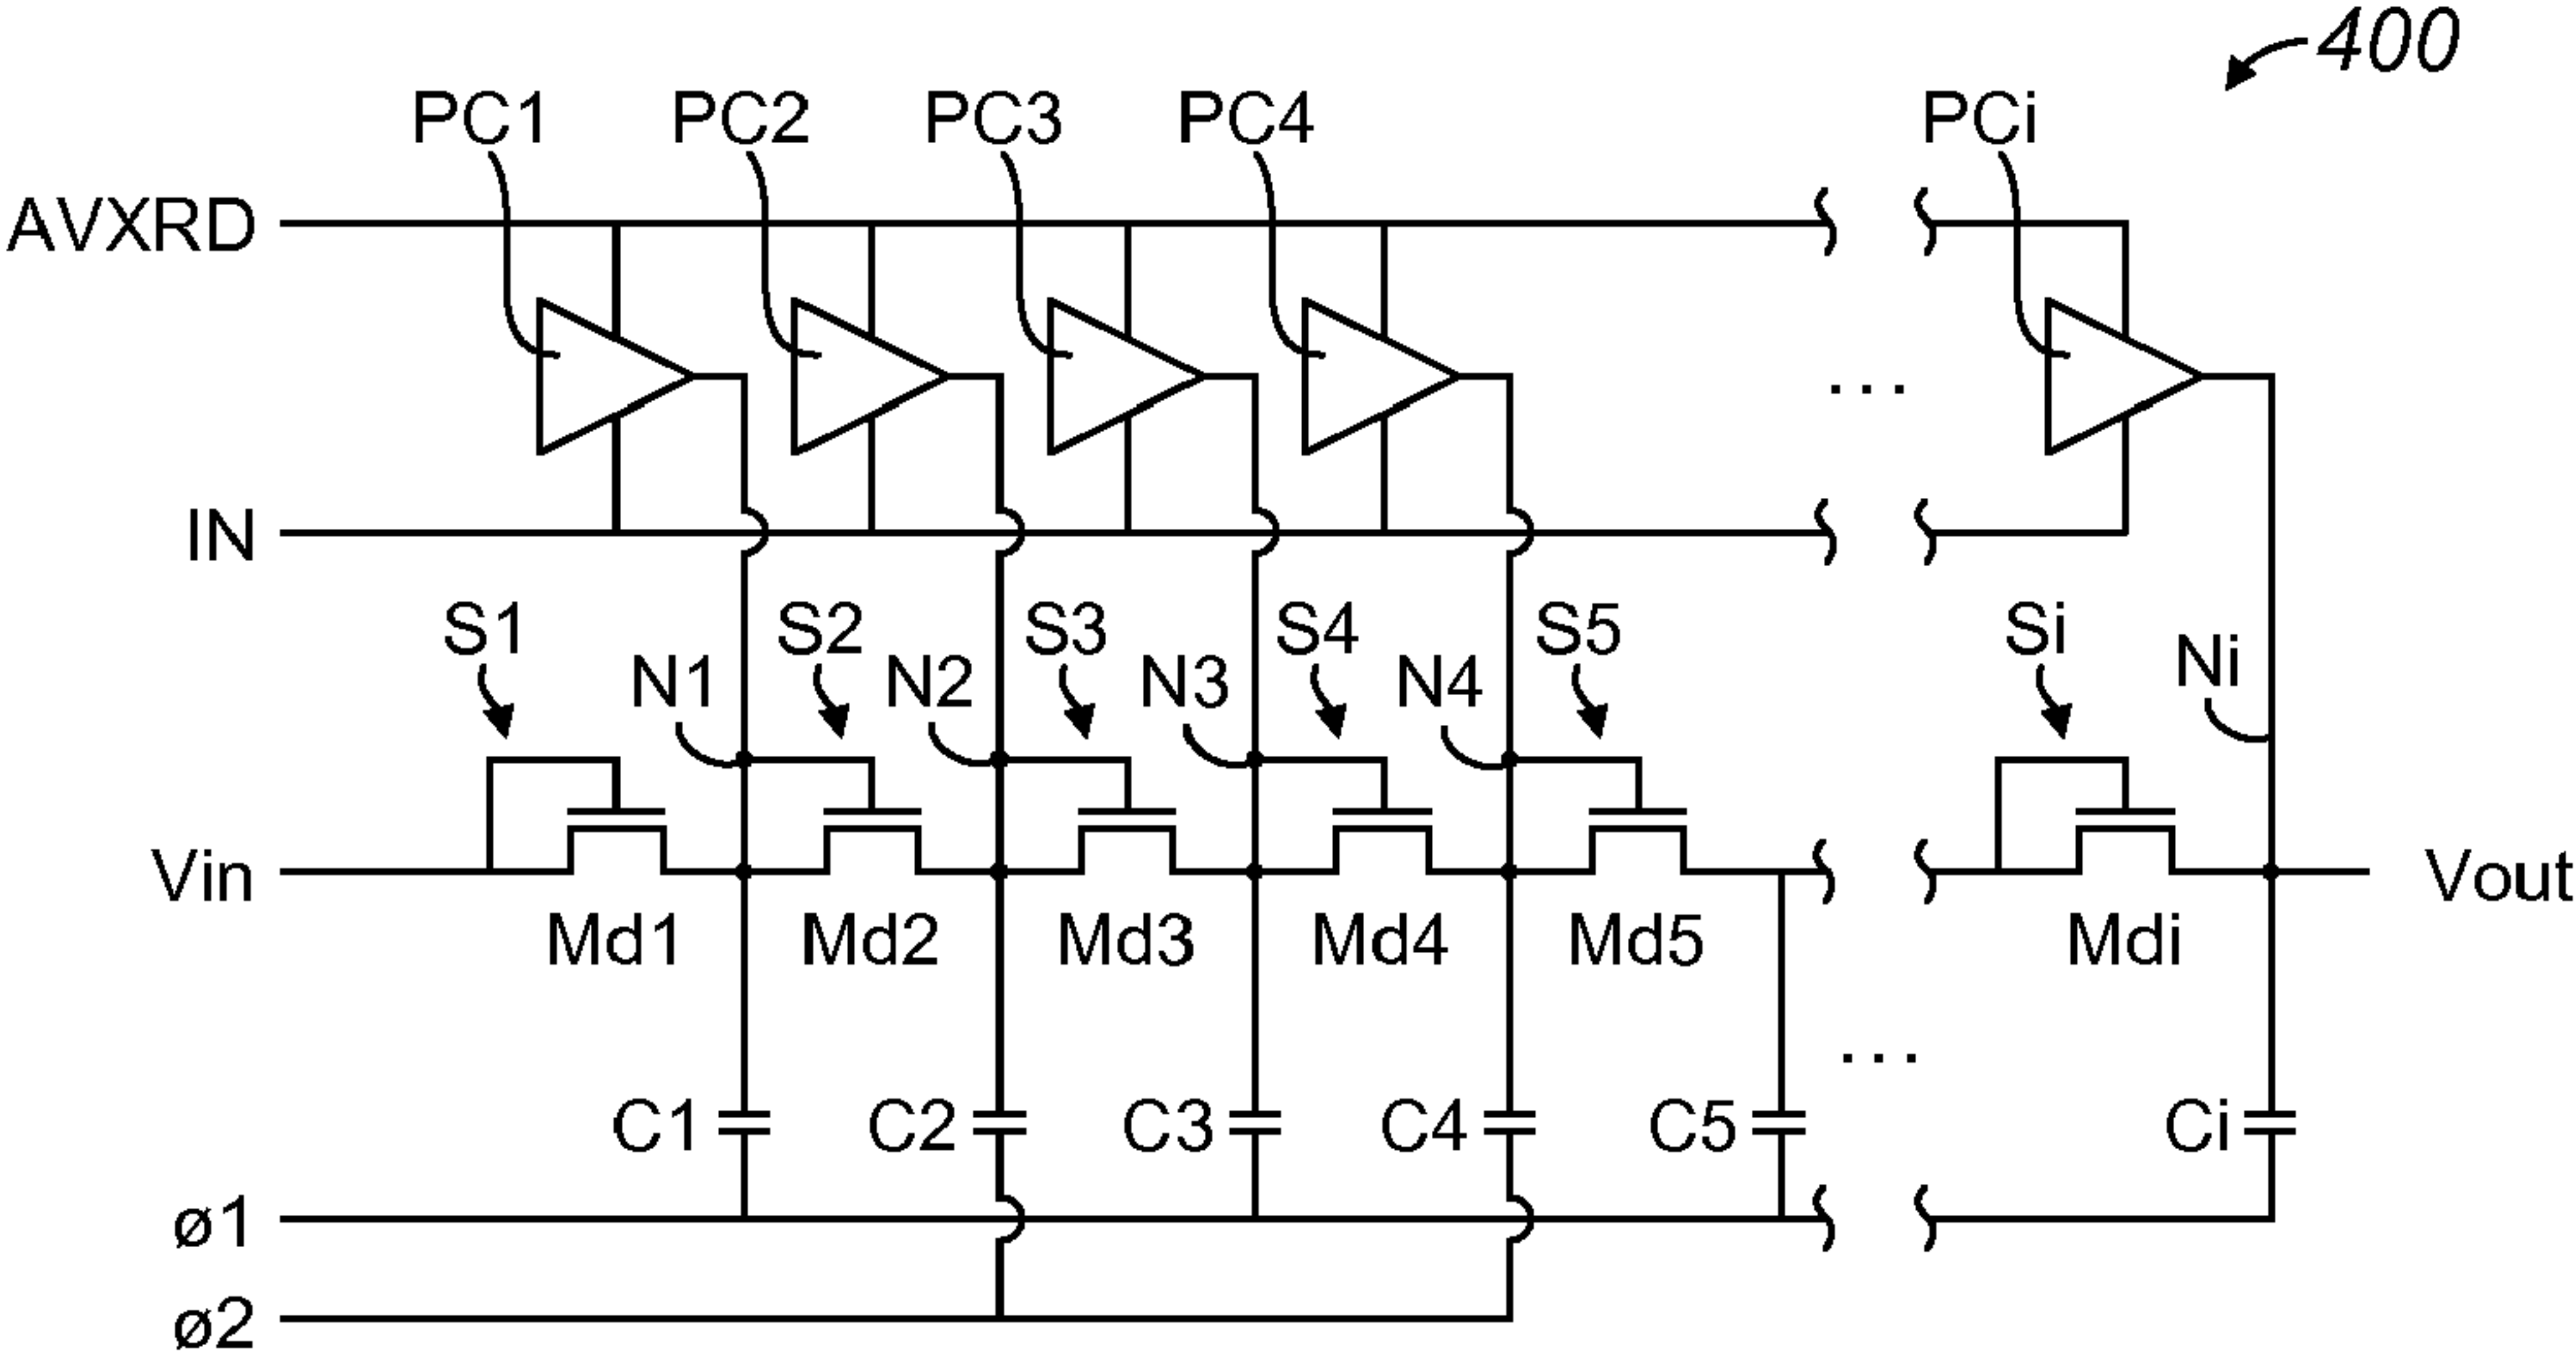 400
PC1 PC2 PC3 PC4 PCi
AVXRD
...
IN
S1 S2 S3 S4 S5 Si
N1 N2 N3 N4 Ni
Vin Vout
Md1 Md2 Md3 Md4 Md5 Mdi
...
C1 C2 C3 C4 C5 Ci
ø1
ø2